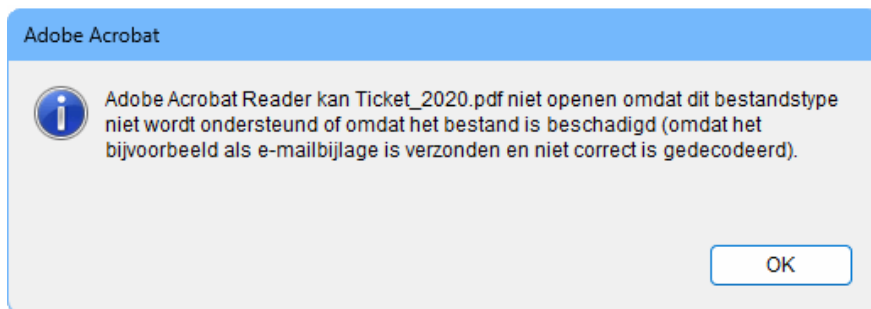 Adobe Acrobat
Adobe Acrobat Reader kan Ticket_2020.pdf niet openen omdat dit bestandstype
niet wordt ondersteund of omdat het bestand is beschadigd (omdat het
bijvoorbeeld als e-mailbijlage is verzonden en niet correct is gedecodeerd).
OK